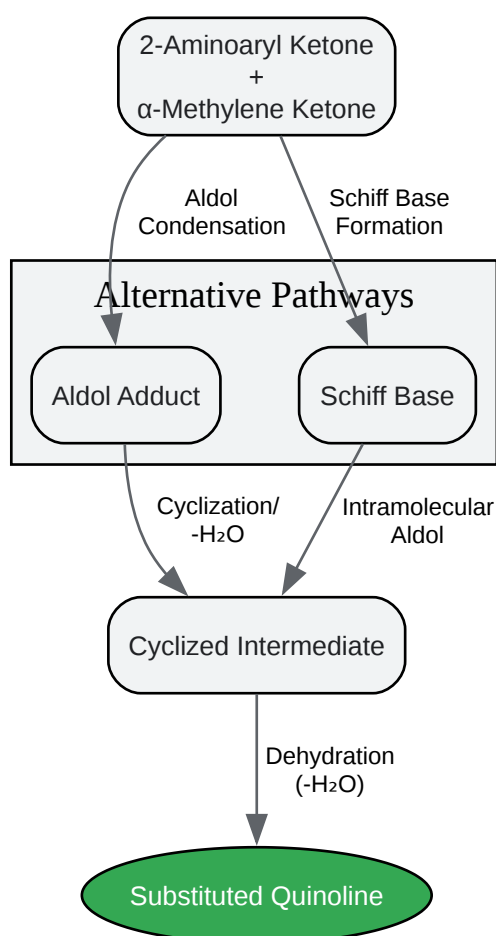 2-Aminoaryl Ketone
+
α-Methylene Ketone
Aldol
Condensation
Schiff Base
Formation
Alternative Pathways
Aldol Adduct
Schiff Base
Cyclization/
-H₂O
Intramolecular
Aldol
Cyclized Intermediate
Dehydration
(-H₂O)
Substituted Quinoline